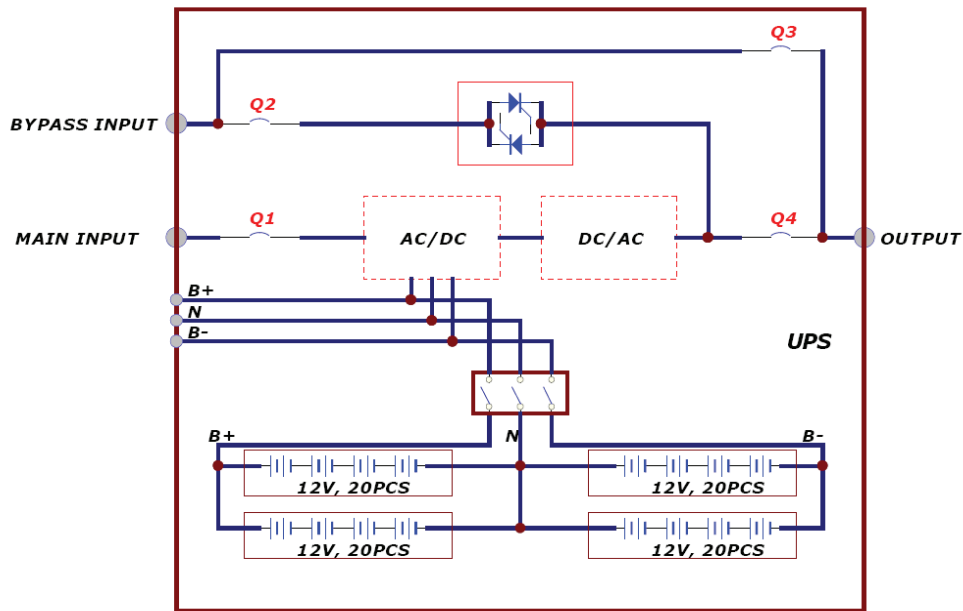 Q3
Q2
BYPASS INPUT
Q1
Q4
MAIN INPUT
AC/DC
DC/AC
OUTPUT
B+
N
B-
UPS
B+
N
B-
12V, 20PCS
12V, 20PCS
12V, 20PCS
12V, 20PCS